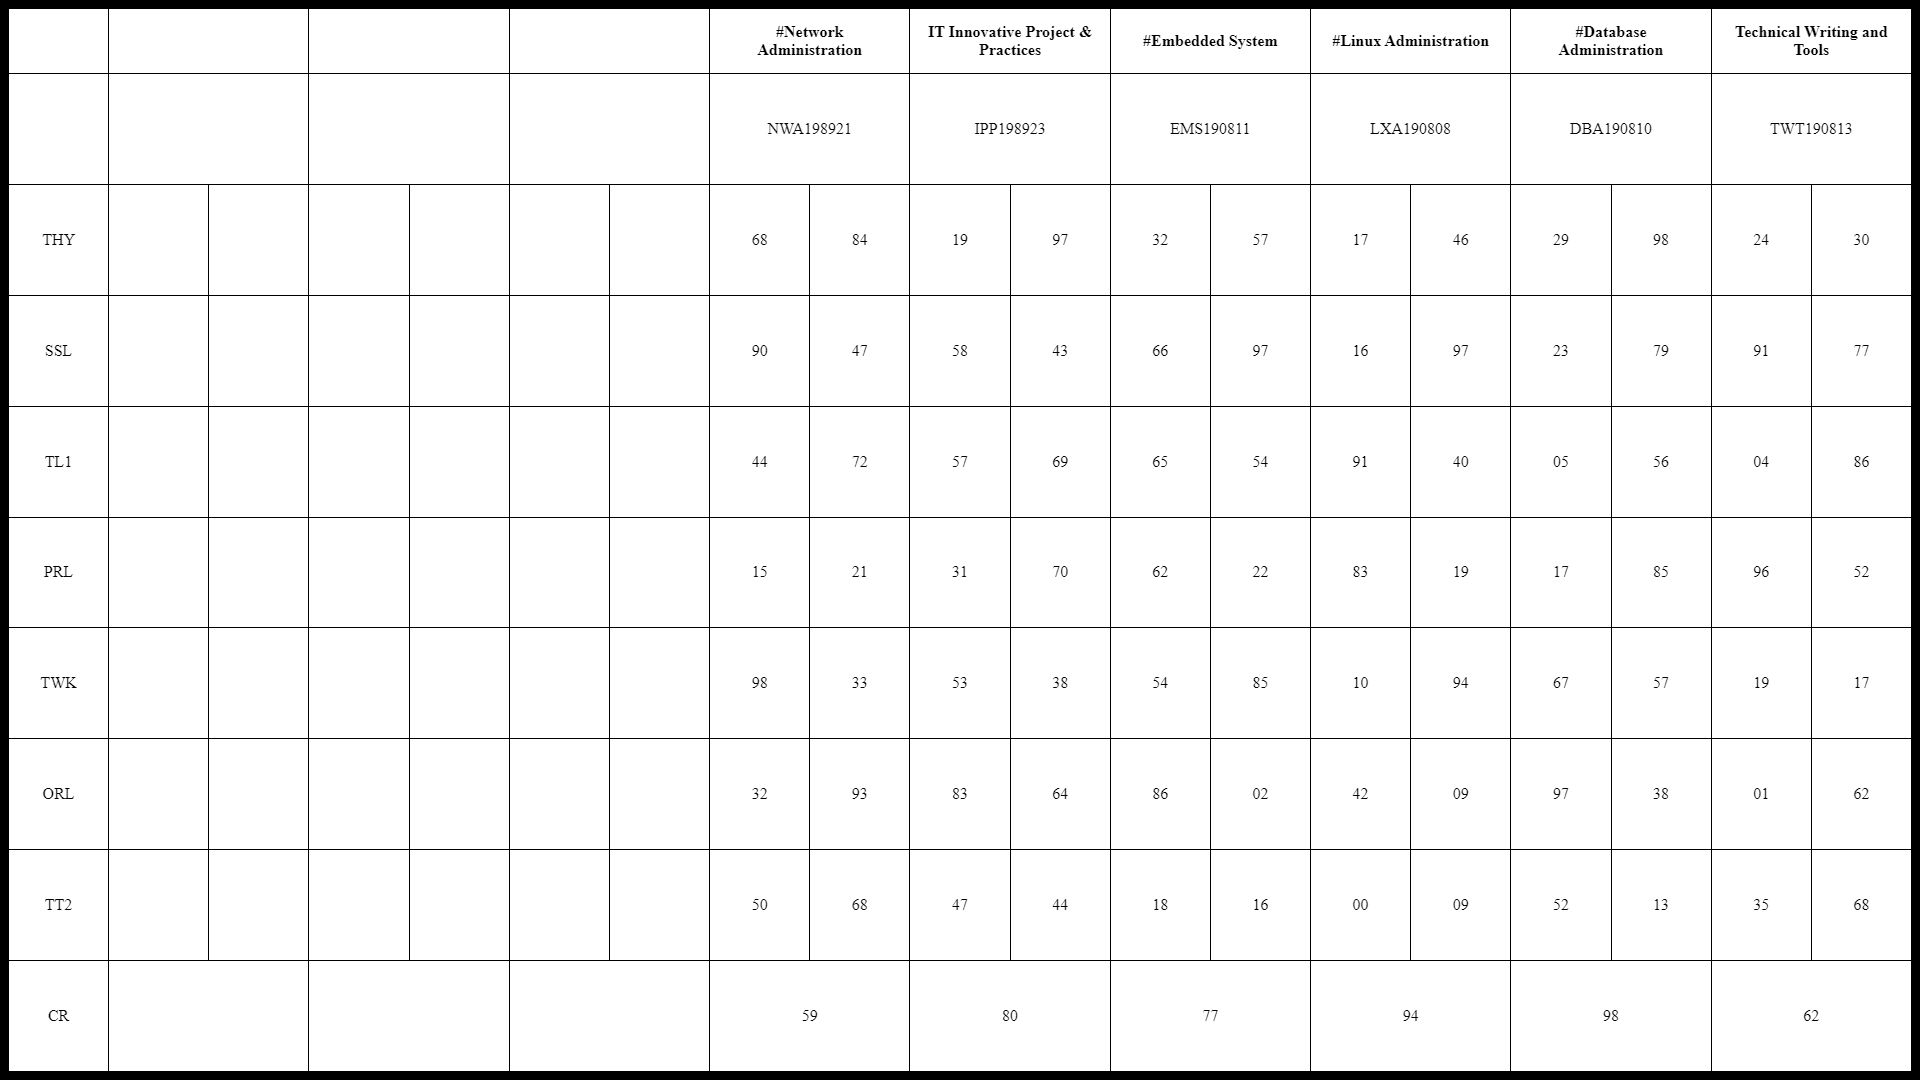 #Network Administration IT Innovative Project & Practices #Embedded System #Linux Administration #Database Administration Technical Writing and Tools
NWA198921 IPP198923 EMS190811 LXA190808 DBA190810 TWT190813
THY 68 84 19 97 32 57 17 46 29 98 24 30
SSL 90 47 58 43 66 97 16 97 23 79 91 77
TL1 44 72 57 69 65 54 91 40 05 56 04 86
PRL 15 21 31 70 62 22 83 19 17 85 96 52
TWK 98 33 53 38 54 85 10 94 67 57 19 17
ORL 32 93 83 64 86 02 42 09 97 38 01 62
TT2 50 68 47 44 18 16 00 09 52 13 35 68
CR 59 80 77 94 98 62